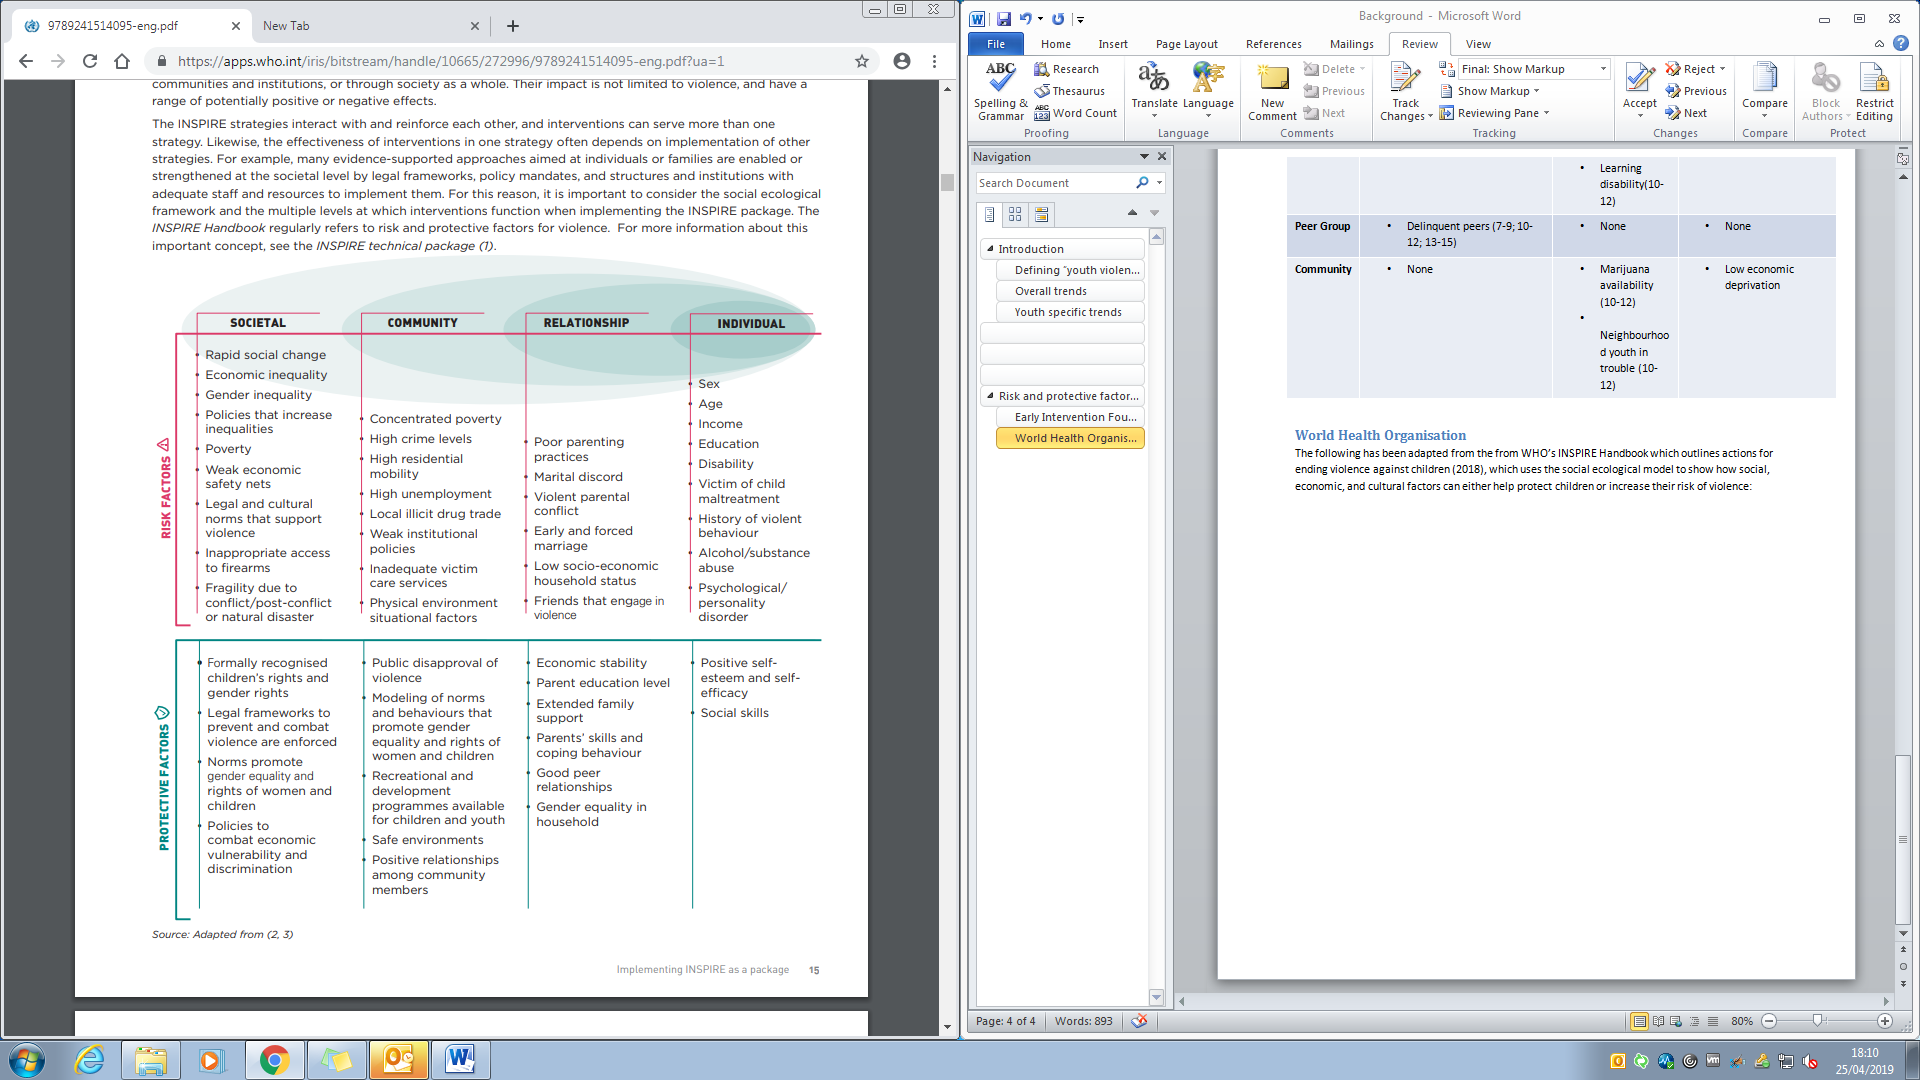 9789241514095-eng.pdf
New Tab
https://apps.who.int/iris/bitstream/handle/10665/272996/9789241514095-eng.pdf?ua=1
communities and institutions, or through society as a whole. Their impact is not limited to violence, and have a
range of potentially positive or negative effects.
The INSPIRE strategies interact with and reinforce each other, and interventions can serve more than one
strategy. Likewise, the effectiveness of interventions in one strategy often depends on implementation of other
strategies. For example, many evidence-supported approaches aimed at individuals or families are enabled or
strengthened at the societal level by legal frameworks, policy mandates, and structures and institutions with
adequate staff and resources to implement them. For this reason, it is important to consider the social ecological
framework and the multiple levels at which interventions function when implementing the INSPIRE package. The
INSPIRE Handbook regularly refers to risk and protective factors for violence. For more information about this
important concept, see the INSPIRE technical package (1).
RISK FACTORS
SOCIETAL
• Rapid social change
• Economic inequality
• Gender inequality
• Policies that increase
inequalities
• Poverty
• Weak economic
safety nets
• Legal and cultural
norms that support
violence
• Inappropriate access
to firearms
• Fragility due to
conflict/post-conflict
or natural disaster
COMMUNITY
• Concentrated poverty
• High crime levels
• High residential
mobility
• High unemployment
• Local illicit drug trade
• Weak institutional
policies
• Inadequate victim
care services
• Physical environment
situational factors
RELATIONSHIP
• Poor parenting
practices
• Marital discord
• Violent parental
conflict
• Early and forced
marriage
• Low socio-economic
household status
• Friends that engage in
violence
INDIVIDUAL
• Sex
• Age
• Income
• Education
• Disability
• Victim of child
maltreatment
• History of violent
behaviour
• Alcohol/substance
abuse
• Psychological/
personality
disorder
PROTECTIVE FACTORS
• Formally recognised
children's rights and
gender rights
• Legal frameworks to
prevent and combat
violence are enforced
• Norms promote
gender equality and
rights of women and
children
• Policies to
combat economic
vulnerability and
discrimination
• Public disapproval of
violence
• Modeling of norms
and behaviours that
promote gender
equality and rights of
women and children
• Recreational and
development
programmes available
for children and youth
• Safe environments
• Positive relationships
among community
members
• Economic stability
• Parent education level
• Extended family
support
• Parents' skills and
coping behaviour
• Good peer
relationships
• Gender equality in
household
• Positive self-
esteem and self-
efficacy
• Social skills
Source: Adapted from (2, 3)
Implementing INSPIRE as a package 15
Background - Microsoft Word
File Home Insert Page Layout References Mailings Review View
ABC
Spelling &
Grammar
Research
Thesaurus
ABC
123
Word Count
Proofing
Translate
Language
Language
New
Comment
Delete
Previous
Next
Comments
Track
Changes
Final: Show Markup
Show Markup
Reviewing Pane
Tracking
Accept
Reject
Previous
Next
Changes
Compare
Compare
Block
Authors
Restrict
Editing
Protect
Navigation
Search Document
Introduction
Defining "youth violen...
Overall trends
Youth specific trends
Risk and protective factor...
Early Intervention Fou...
World Health Organis...
• Learning
disability(10-
12)
Peer Group
• Delinquent peers (7-9; 10-
12; 13-15)
• None
• None
Community
• None
• Marijuana
availability
(10-12)
•
Neighbourhoo
d youth in
trouble (10-
12)
• Low economic
deprivation
World Health Organisation
The following has been adapted from the from WHO's INSPIRE Handbook which outlines actions for
ending violence against children (2018), which uses the social ecological model to show how social,
economic, and cultural factors can either help protect children or increase their risk of violence:
Page: 4 of 4 Words: 893
80%
18:10
25/04/2019